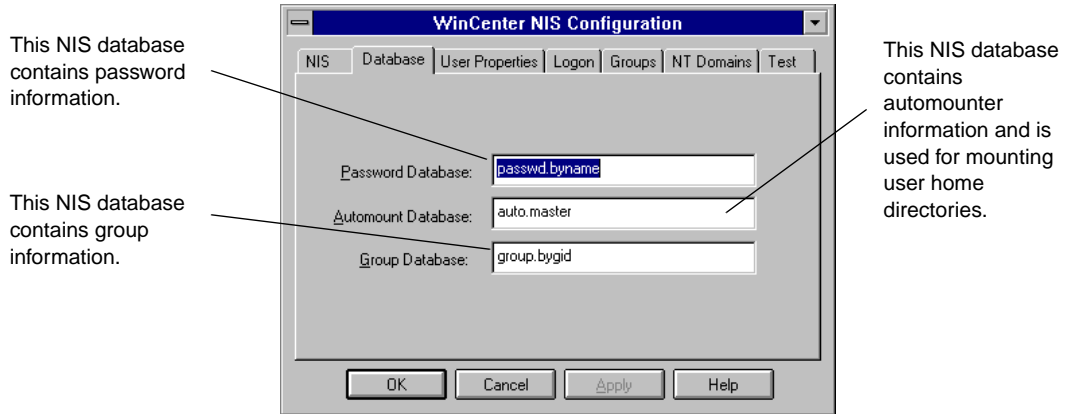 This NIS database
contains password
information.
This NIS database
contains group
information.
WinCenter NIS Configuration
NIS
Database
User Properties
Logon
Groups
NT Domains
Test
Password Database:
passwd.byname
Automount Database:
auto.master
Group Database:
group.bygid
OK
Cancel
Apply
Help
This NIS database
contains
automounter
information and is
used for mounting
user home
directories.